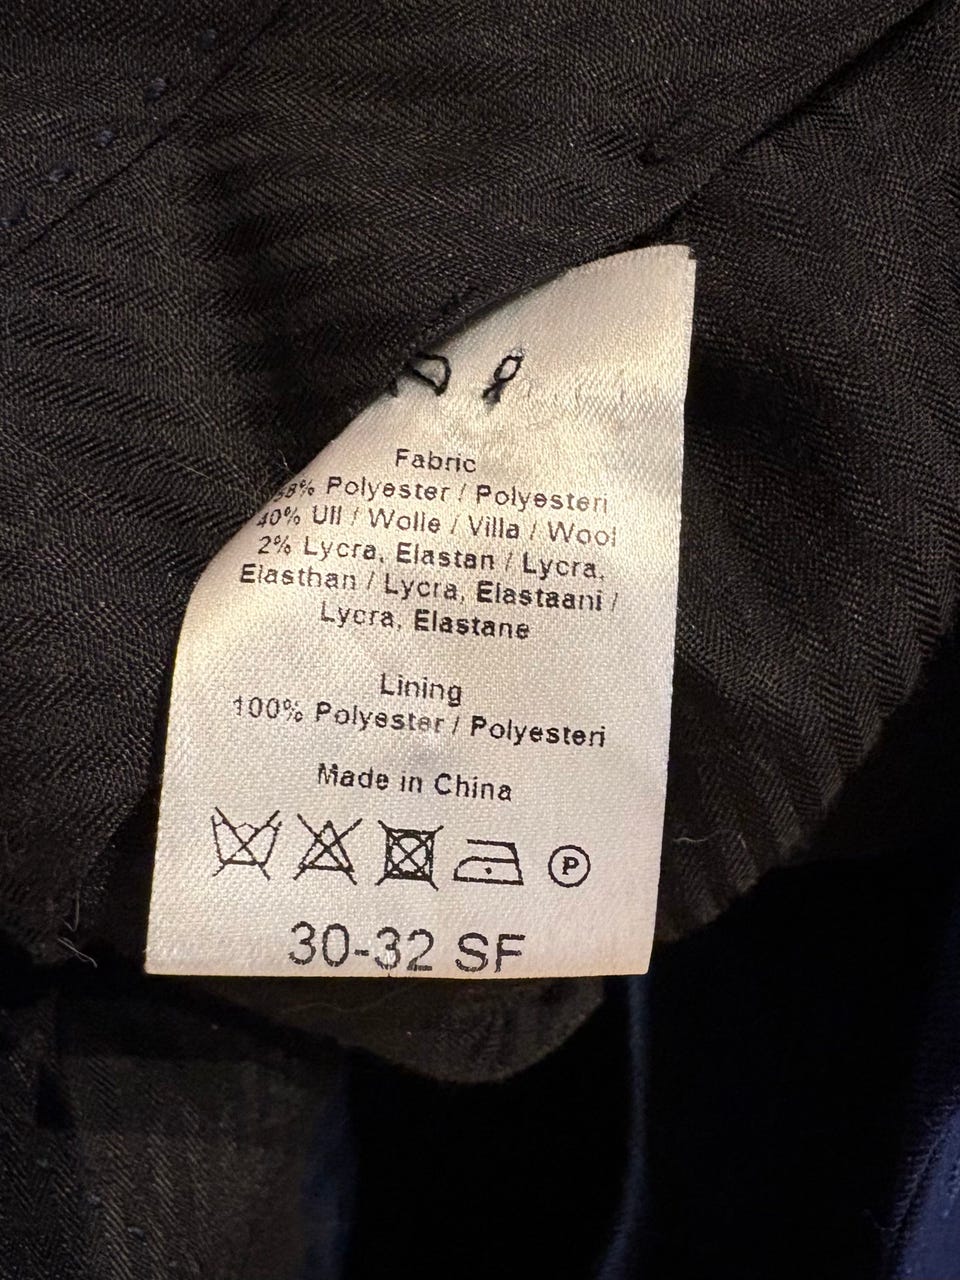 Fabric
58% Polyester / Polyesteri
40% Ull / Wolle / Villa / Wool
2% Lycra, Elastan / Lycra,
Elasthan / Lycra, Elastaani /
Lycra, Elastane
Lining
100% Polyester / Polyesteri
Made in China
P
30-32 SF